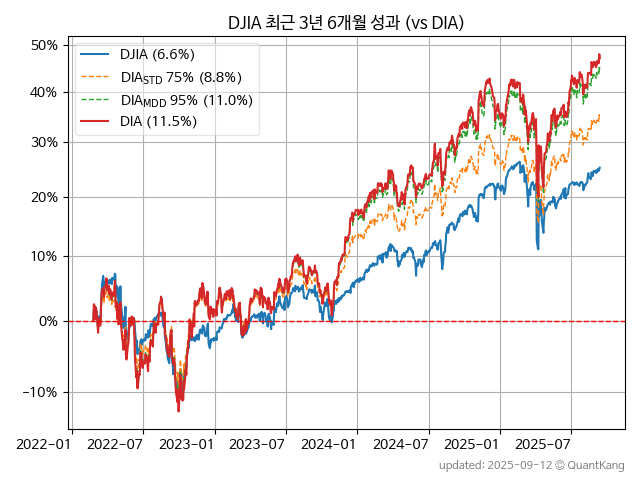 DJIA 최근 3년 6개월 성과 (vs DIA)
50%
40%
30%
20%
10%
0%
−10%
DJIA (6.6%)
DIASTD 75% (8.8%)
DIAMDD 95% (11.0%)
DIA (11.5%)
2022−01 2022−07 2023−01 2023−07 2024−01 2024−07 2025−01 2025−07
updated: 2025-09-12 © QuantKang